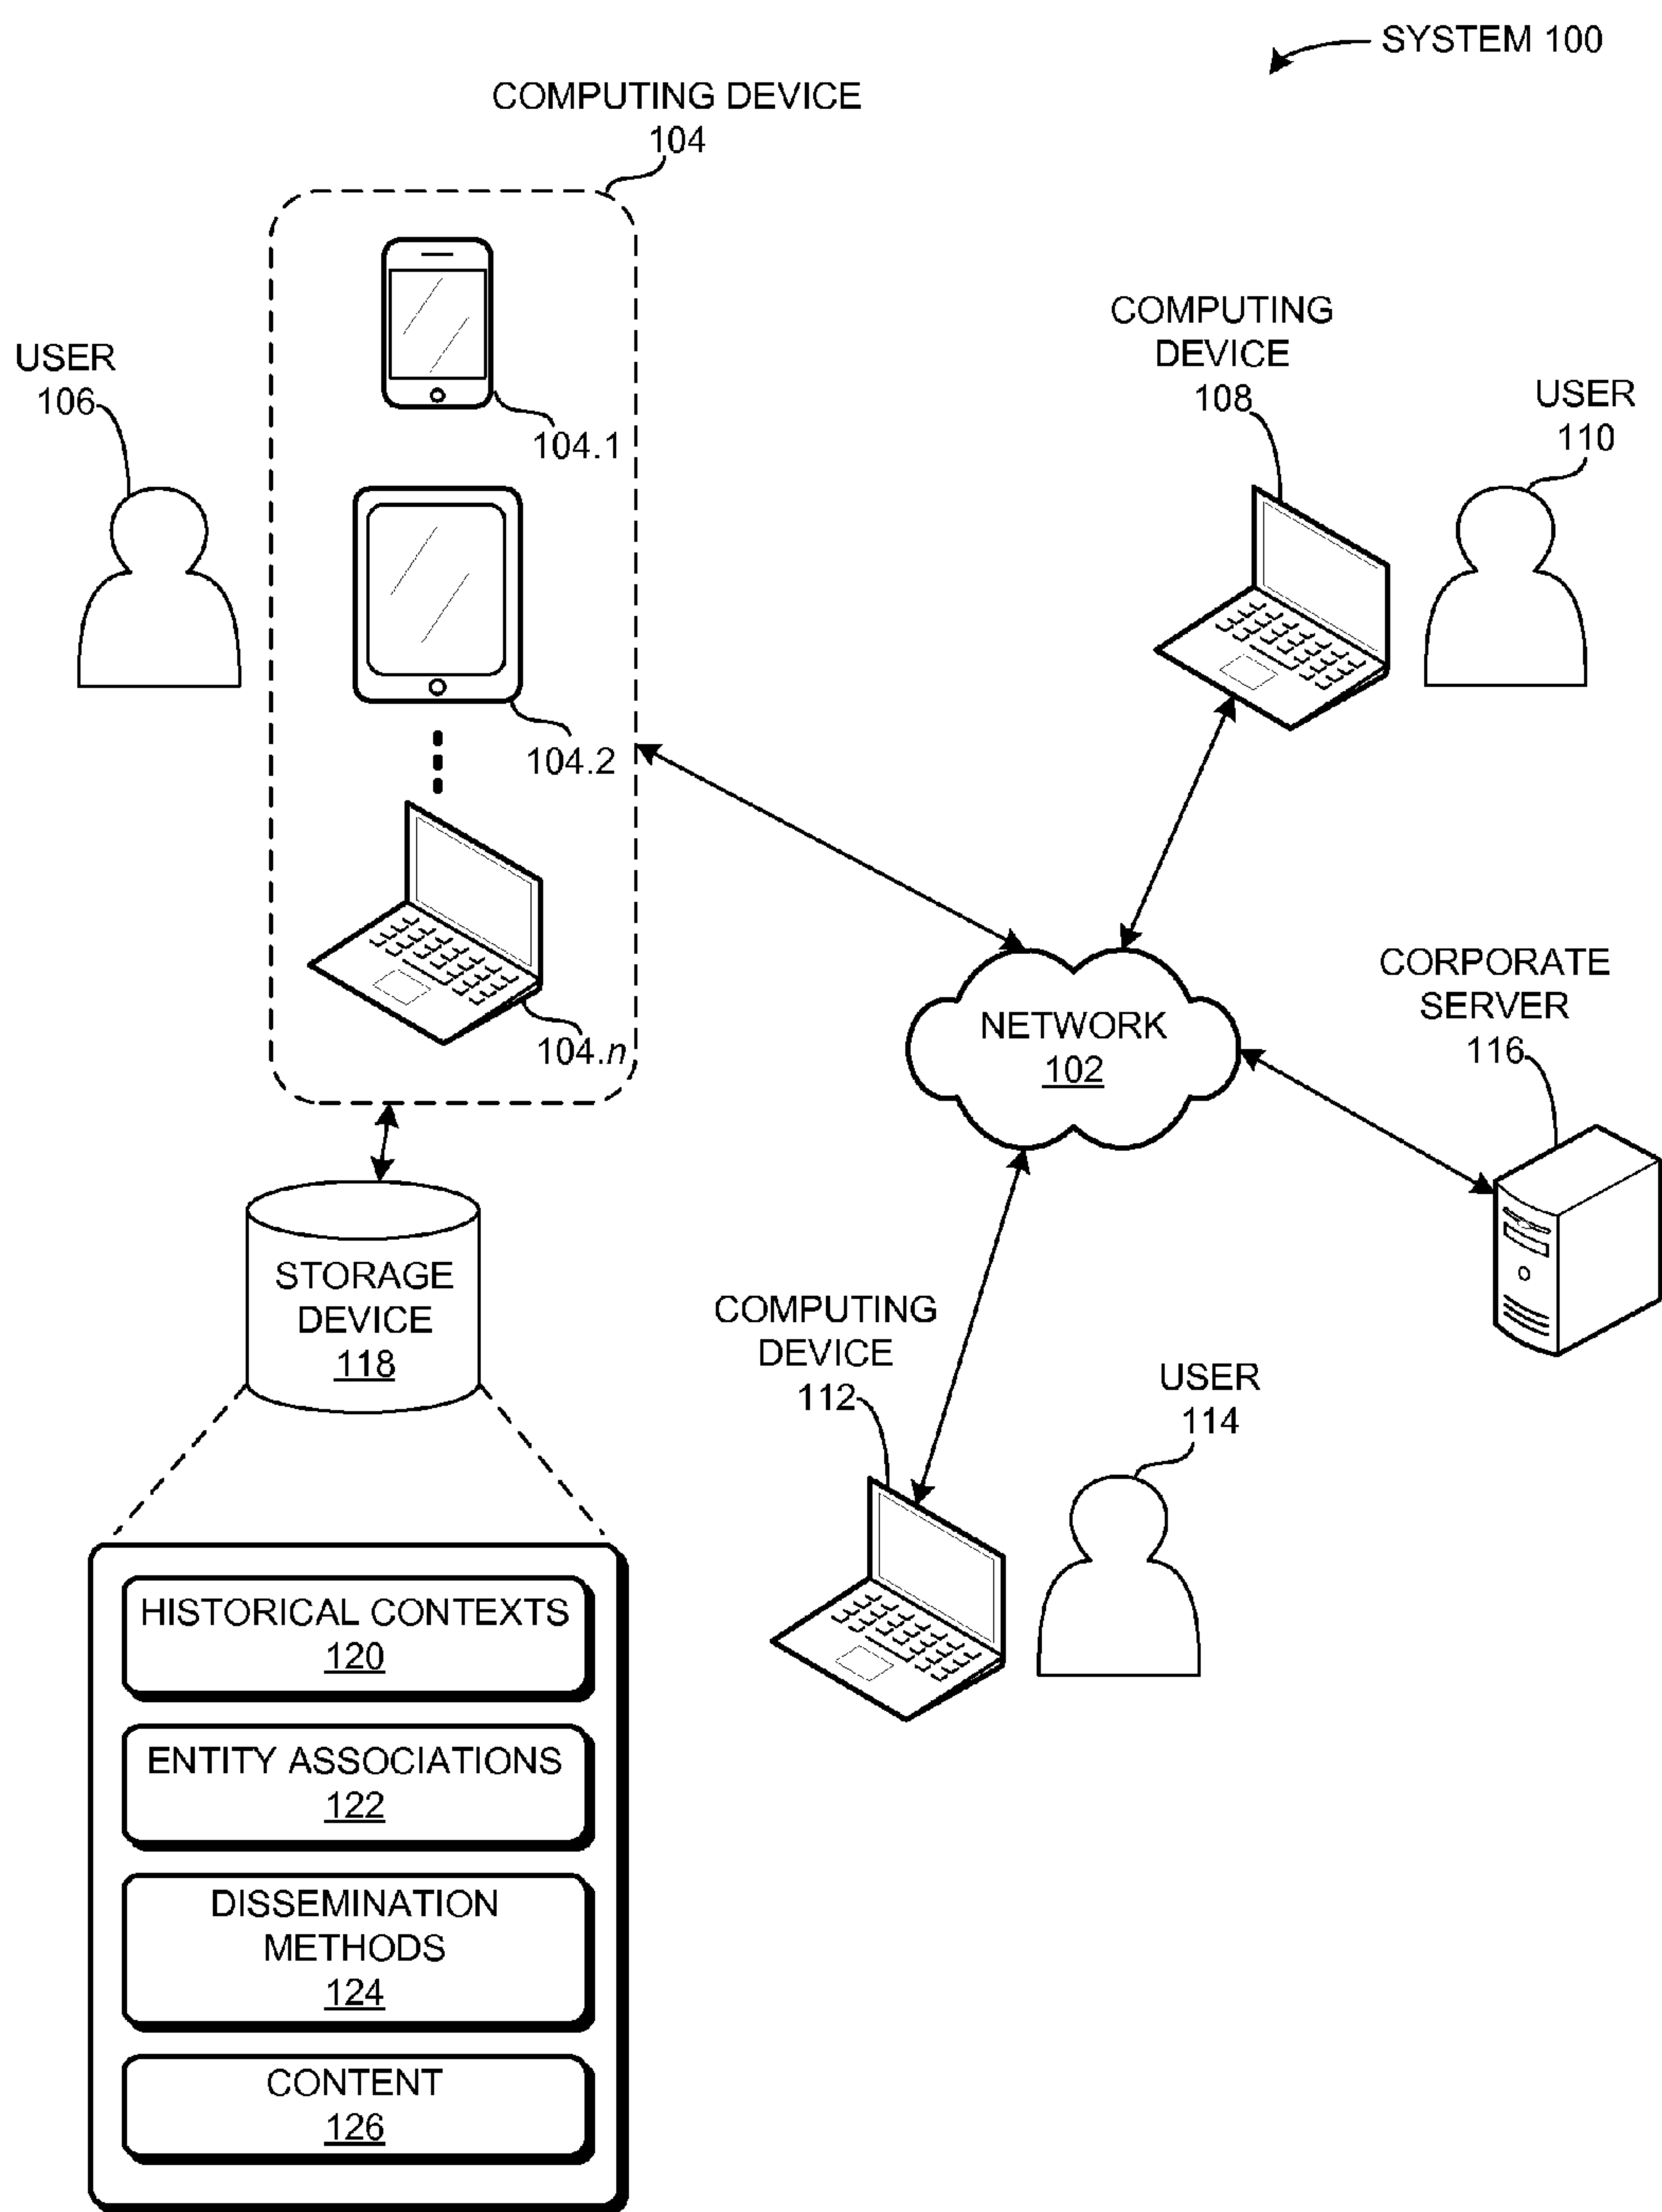 SYSTEM 100
COMPUTING DEVICE
104
USER
106
104.1
104.2
104.n
COMPUTING
DEVICE
108
USER
110
NETWORK
102
CORPORATE
SERVER
116
STORAGE
DEVICE
118
COMPUTING
DEVICE
112
USER
114
HISTORICAL CONTEXTS
120
ENTITY ASSOCIATIONS
122
DISSEMINATION
METHODS
124
CONTENT
126